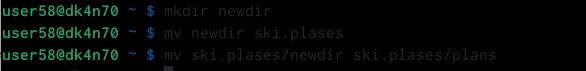 user58@dk4n70 ~ $ mkdir newdir
user58@dk4n70 ~ $ mv newdir ski.plases
user58@dk4n70 ~ $ mv ski.plases/newdir ski.plases/plans